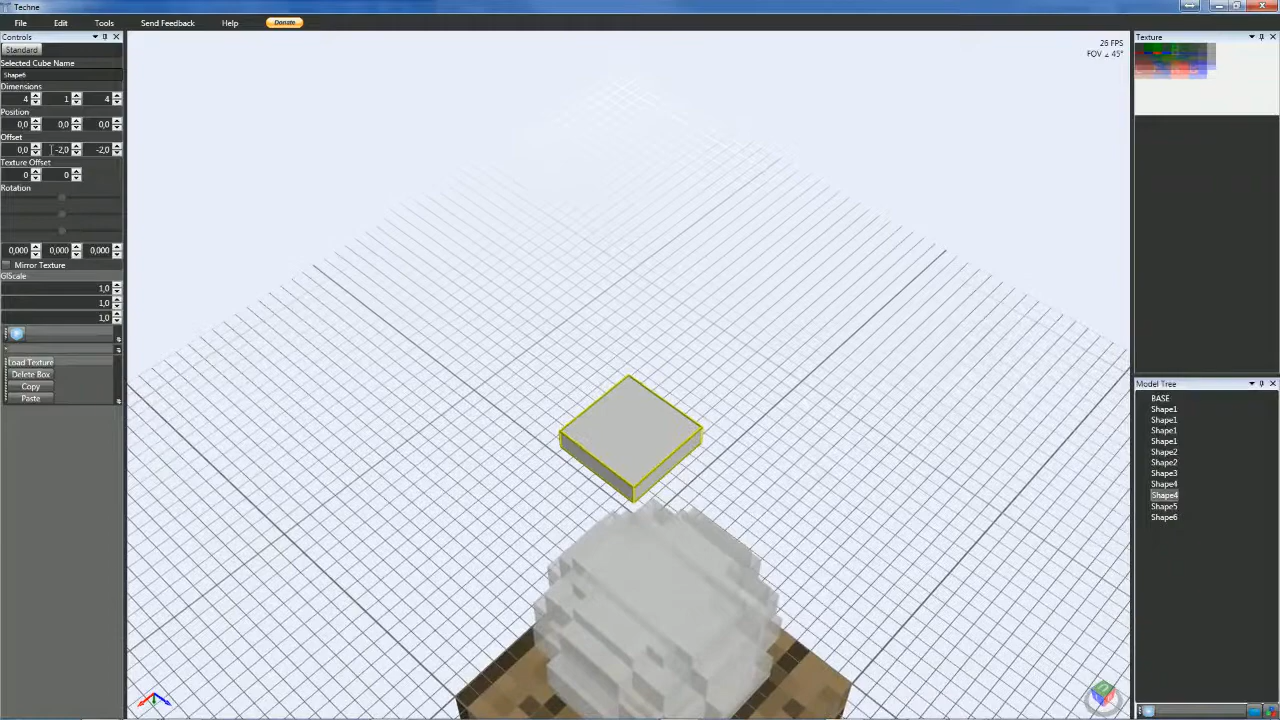 Techne
File Edit Tools Send Feedback Help Donate
Controls
Standard
Selected Cube Name
Shape6
Dimensions
4 1 4
Position
0,0 0,0 0,0
Offset
0,0 -2,0 -2,0
Texture Offset
0 0
Rotation
0,000 0,000 0,000
Mirror Texture
GlScale
1,0
1,0
1,0
Load Texture
Delete Box
Copy
Paste
26 FPS
FOV ∠ 45°
Texture
Model Tree
BASE
Shape1
Shape1
Shape1
Shape1
Shape2
Shape2
Shape3
Shape4
Shape4
Shape5
Shape6